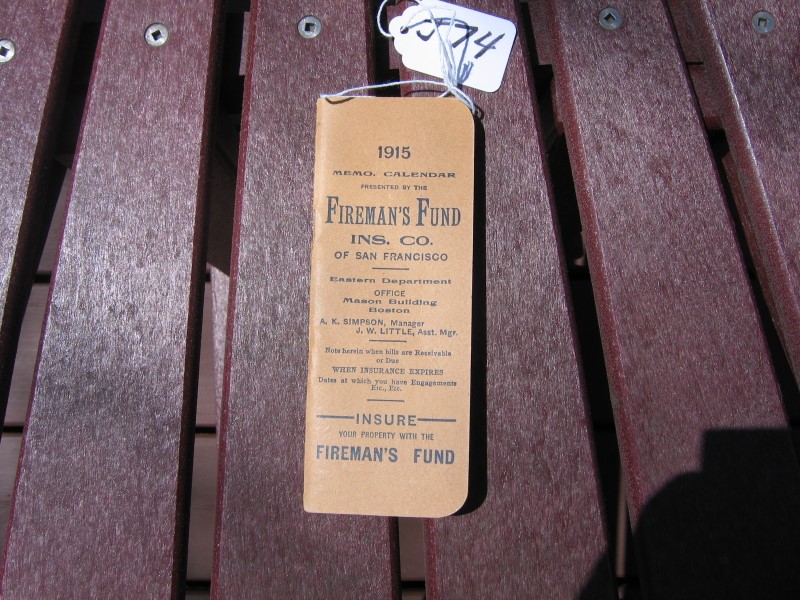 1915
MEMO. CALENDAR
PRESENTED BY THE
FIREMAN'S FUND
INS. CO.
OF SAN FRANCISCO
Eastern Department
OFFICE
Mason Building
Boston
A. K. SIMPSON, Manager
J. W. LITTLE, Asst. Mgr.
Note herein when bills are Receivable
or Due
WHEN INSURANCE EXPIRES
Dates at which you have Engagements
Etc., Etc.
INSURE
YOUR PROPERTY WITH THE
FIREMAN'S FUND